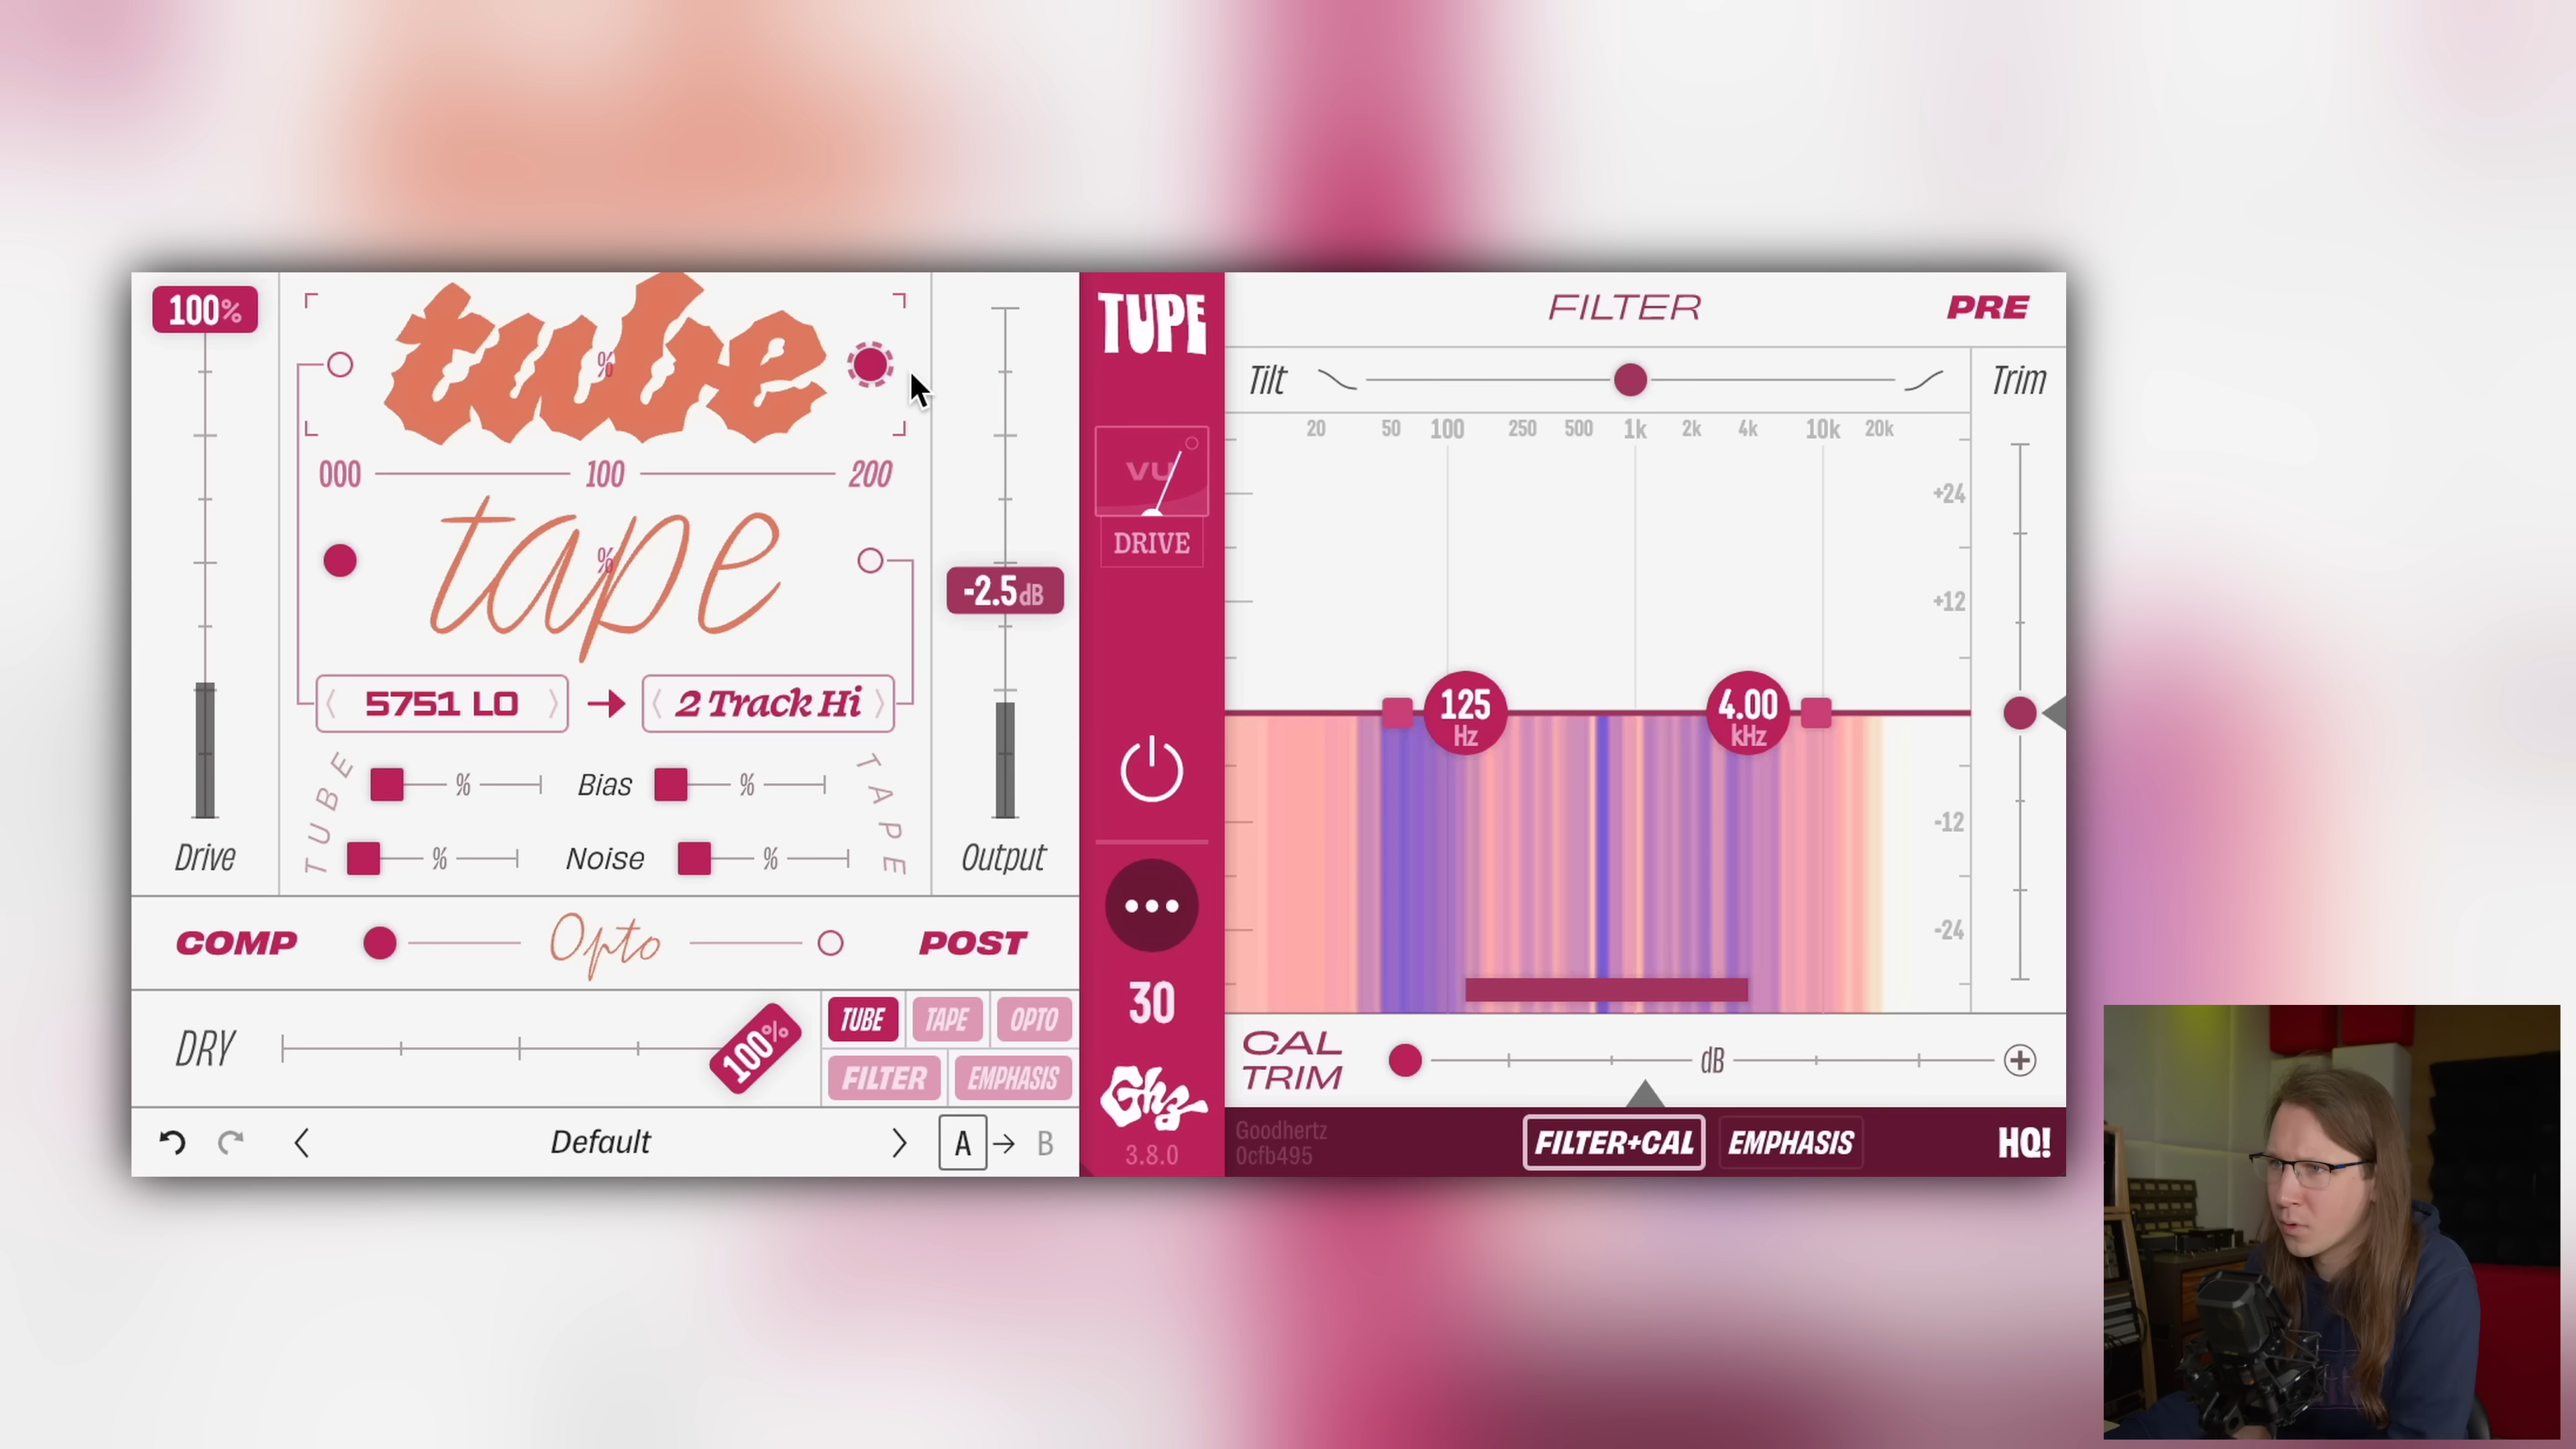 100%
tube
%
000 100 200
tape
%
-2.5 dB
5751 LO → 2 Track Hi
TUBE
TAPE
% Bias %
% Noise %
Drive
Output
COMP Opto POST
DRY 100%
TUBE TAPE OPTO
FILTER EMPHASIS
Default
A → B
TUPE
VU
DRIVE
30
Ghz
3.8.0
FILTER PRE
Tilt Trim
20 50 100 250 500 1k 2k 4k 10k 20k
+24
+12
125 Hz
4.00 kHz
-12
-24
CAL
TRIM
dB
Goodhertz
0cfb495
FILTER+CAL EMPHASIS HQ!